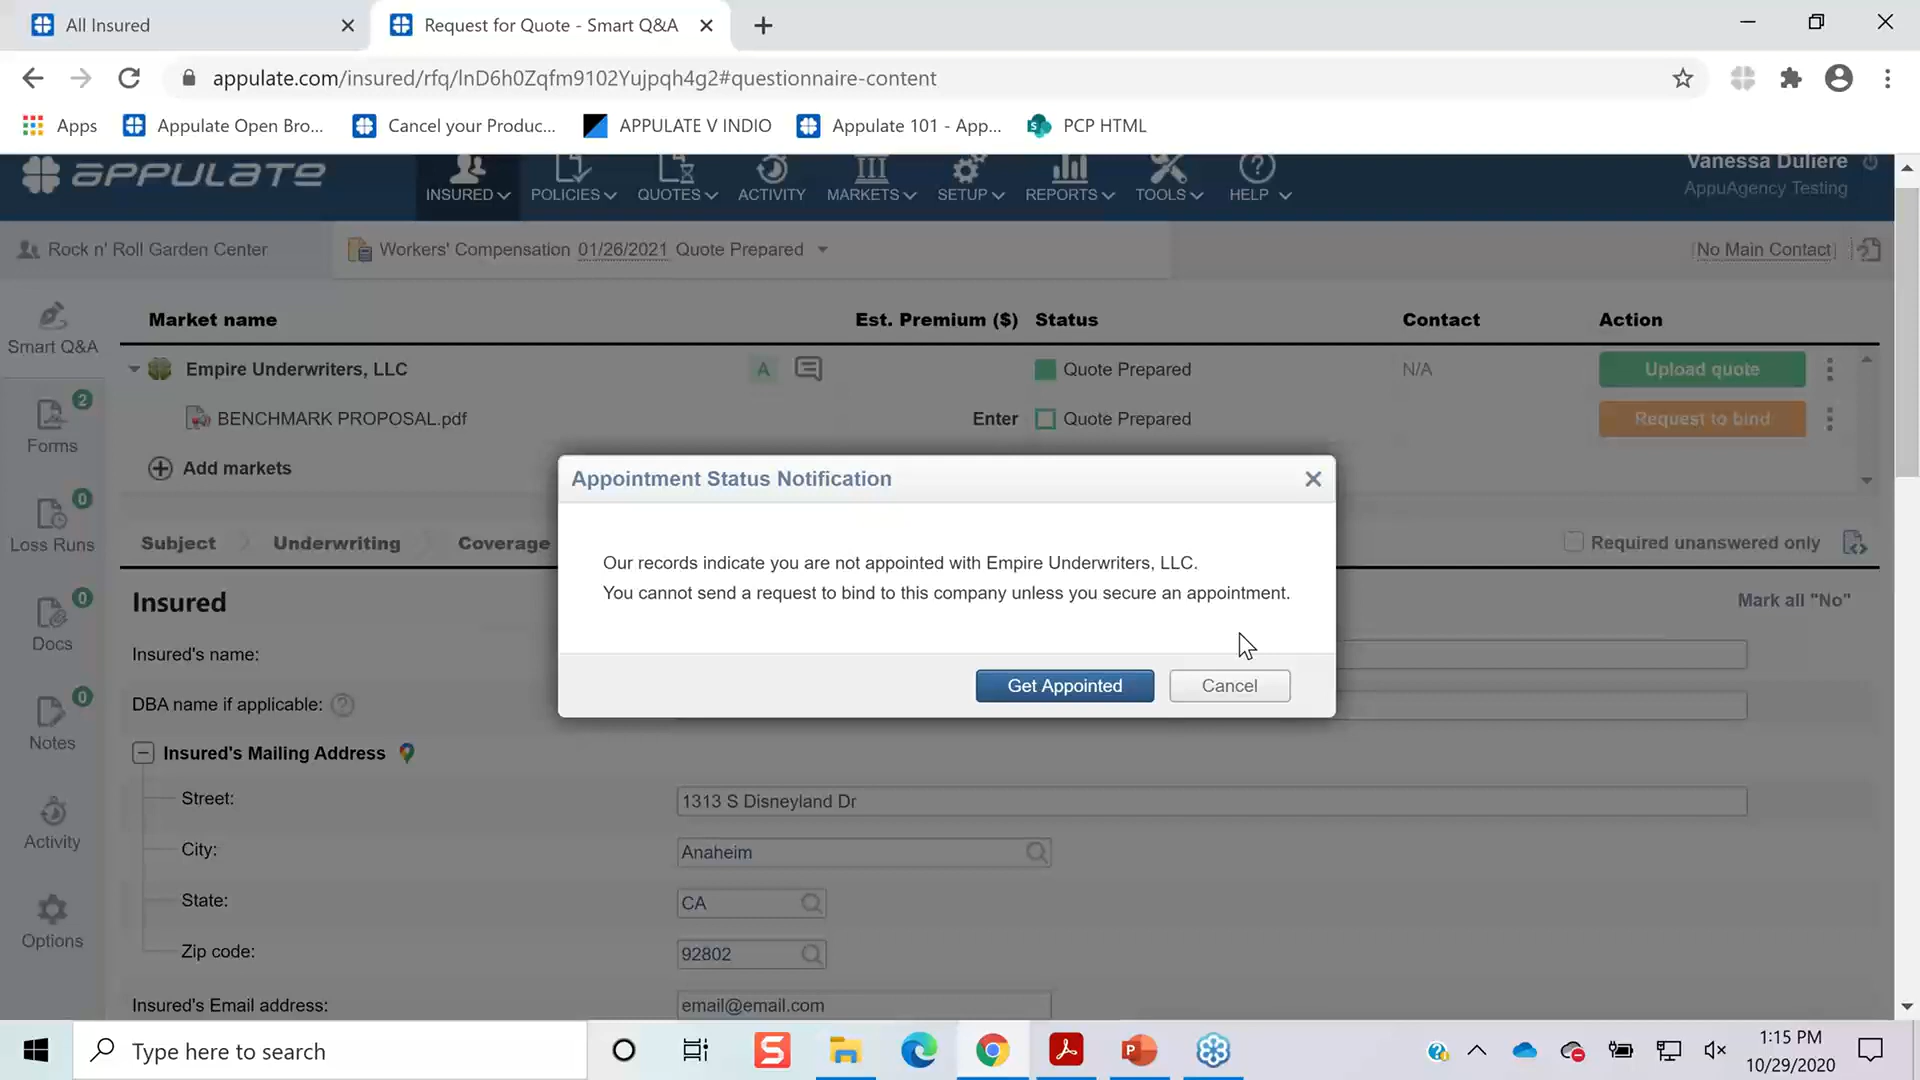 All Insured
Request for Quote - Smart Q&A
appulate.com/insured/rfq/lnD6h0Zqfm9102Yujpqh4g2#questionnaire-content
Apps
Appulate Open Bro...
Cancel your Produc...
APPULATE V INDIO
Appulate 101 - App...
PCP HTML
APPULATE
INSURED
POLICIES
QUOTES
ACTIVITY
MARKETS
SETUP
REPORTS
TOOLS
HELP
Vanessa Duliere
AppuAgency Testing
Rock n' Roll Garden Center
Workers' Compensation 01/26/2021 Quote Prepared
[No Main Contact]
Market name
Est. Premium ($)
Status
Contact
Action
Smart Q&A
Empire Underwriters, LLC
A
Quote Prepared
N/A
Upload quote
2
Forms
BENCHMARK PROPOSAL.pdf
Enter
Quote Prepared
Request to bind
Add markets
Appointment Status Notification
0
Loss Runs
Subject
Underwriting
Coverage
Required unanswered only
Our records indicate you are not appointed with Empire Underwriters, LLC.
You cannot send a request to bind to this company unless you secure an appointment.
Get Appointed
Cancel
Insured
Mark all "No"
0
Docs
Insured's name:
DBA name if applicable:
0
Notes
Insured's Mailing Address
Street:
1313 S Disneyland Dr
Activity
City:
Anaheim
State:
CA
Options
Zip code:
92802
Insured's Email address:
email@email.com
Type here to search
1:15 PM
10/29/2020